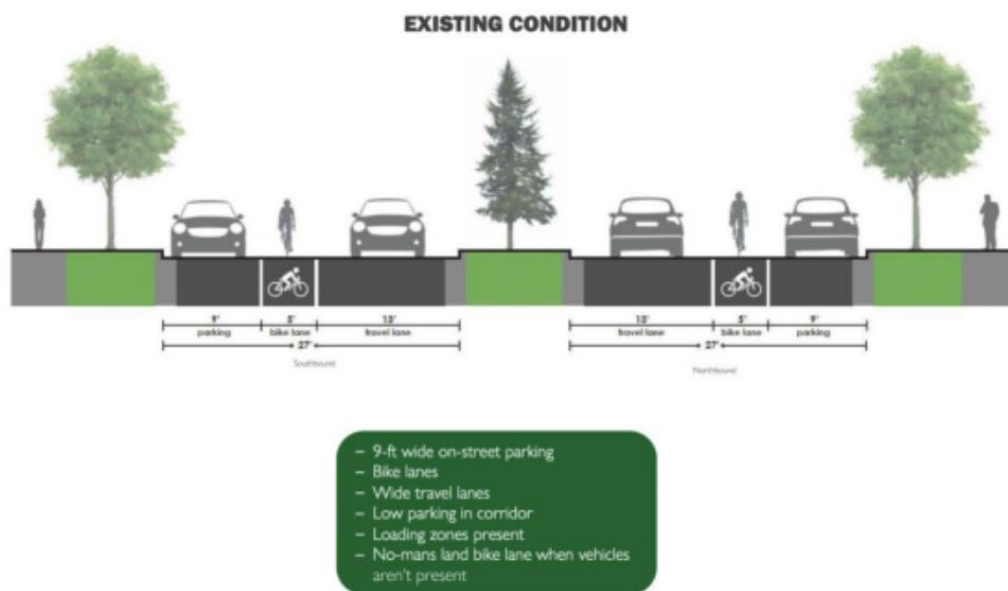 EXISTING CONDITION
9' 5' 13' 13' 5' 9'
parking bike lane travel lane travel lane bike lane parking
27' 27'
Southbound Northbound
– 9-ft wide on-street parking
– Bike lanes
– Wide travel lanes
– Low parking in corridor
– Loading zones present
– No-mans land bike lane when vehicles
aren't present